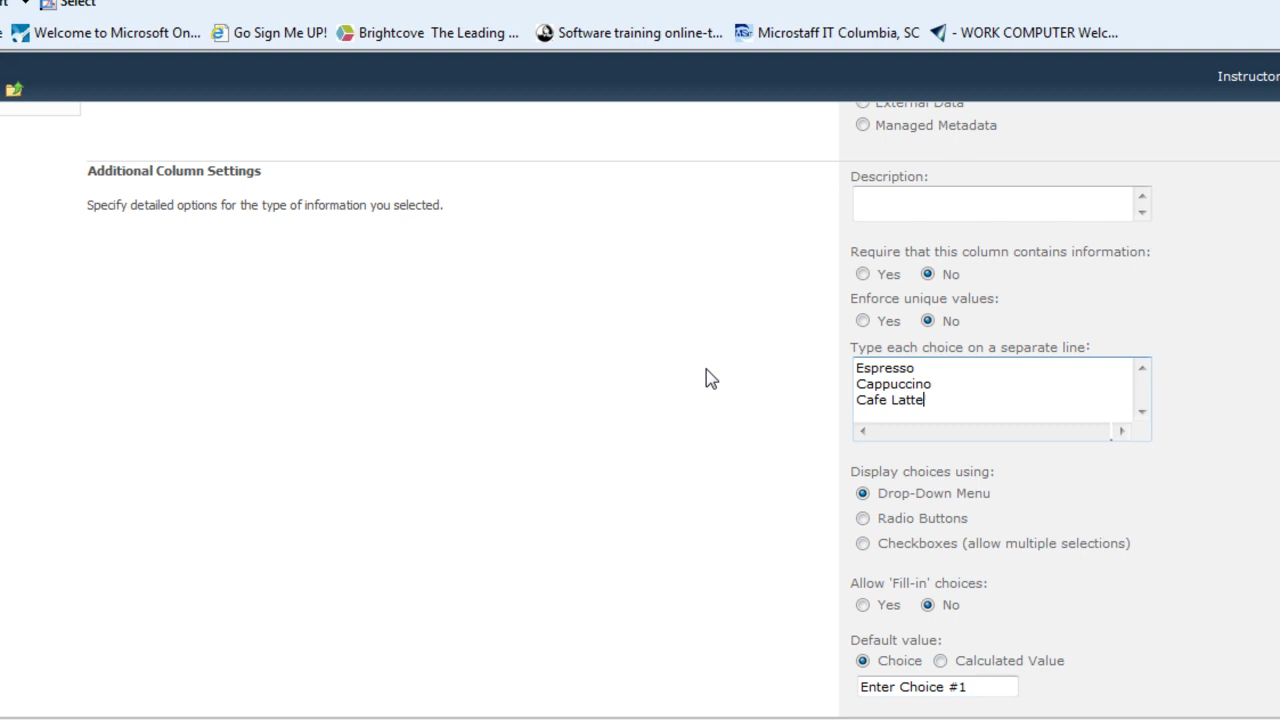 Select
Welcome to Microsoft On... Go Sign Me UP! Brightcove The Leading ... Software training online-t... Microstaff IT Columbia, SC - WORK COMPUTER Welc...
Instructor
External Data
Managed Metadata
Additional Column Settings
Specify detailed options for the type of information you selected.
Description:
Require that this column contains information:
Yes No
Enforce unique values:
Yes No
Type each choice on a separate line:
Espresso
Cappuccino
Cafe Latte
Display choices using:
Drop-Down Menu
Radio Buttons
Checkboxes (allow multiple selections)
Allow 'Fill-in' choices:
Yes No
Default value:
Choice Calculated Value
Enter Choice #1